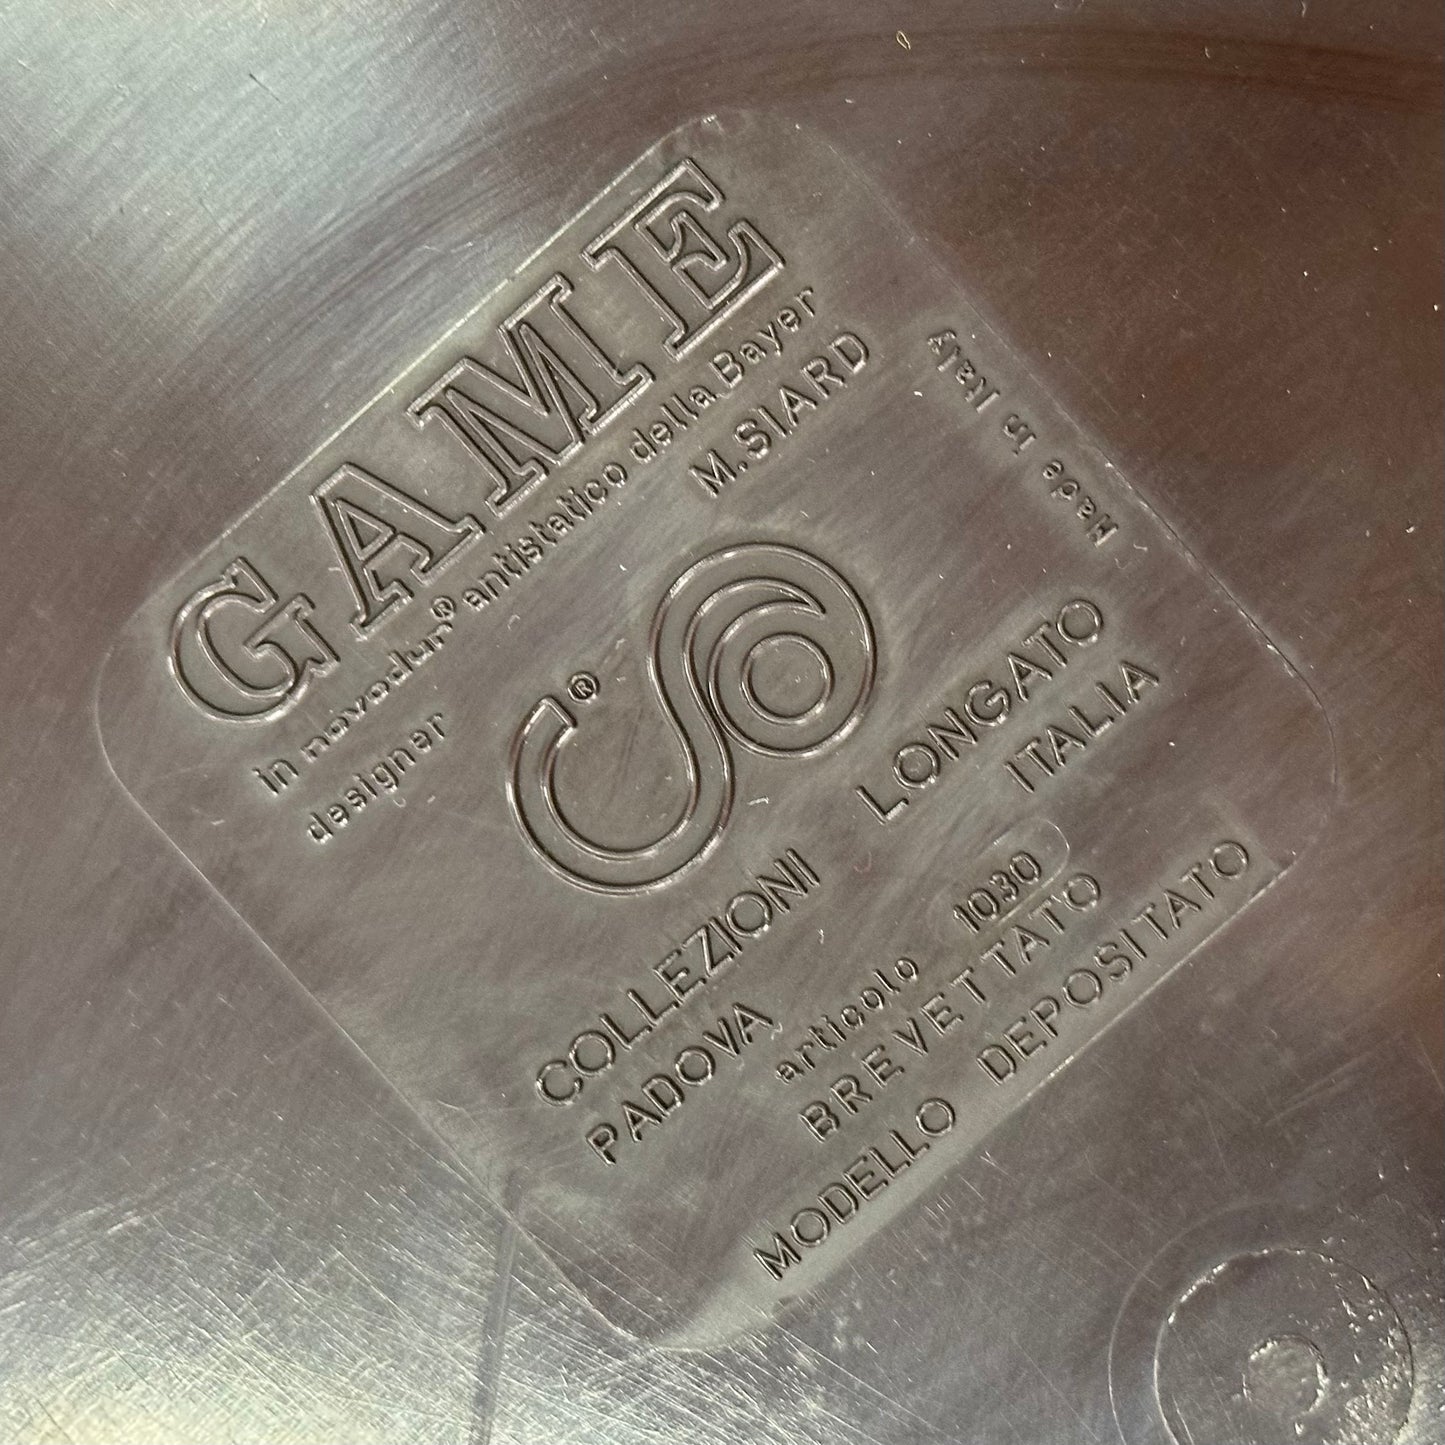 GAME
in novodur® antistatico della Bayer
designer M.SIARD
Made in Italy
®
COLLEZIONI LONGATO
PADOVA ITALIA
articolo 1030
BREVETTATO
MODELLO DEPOSITATO